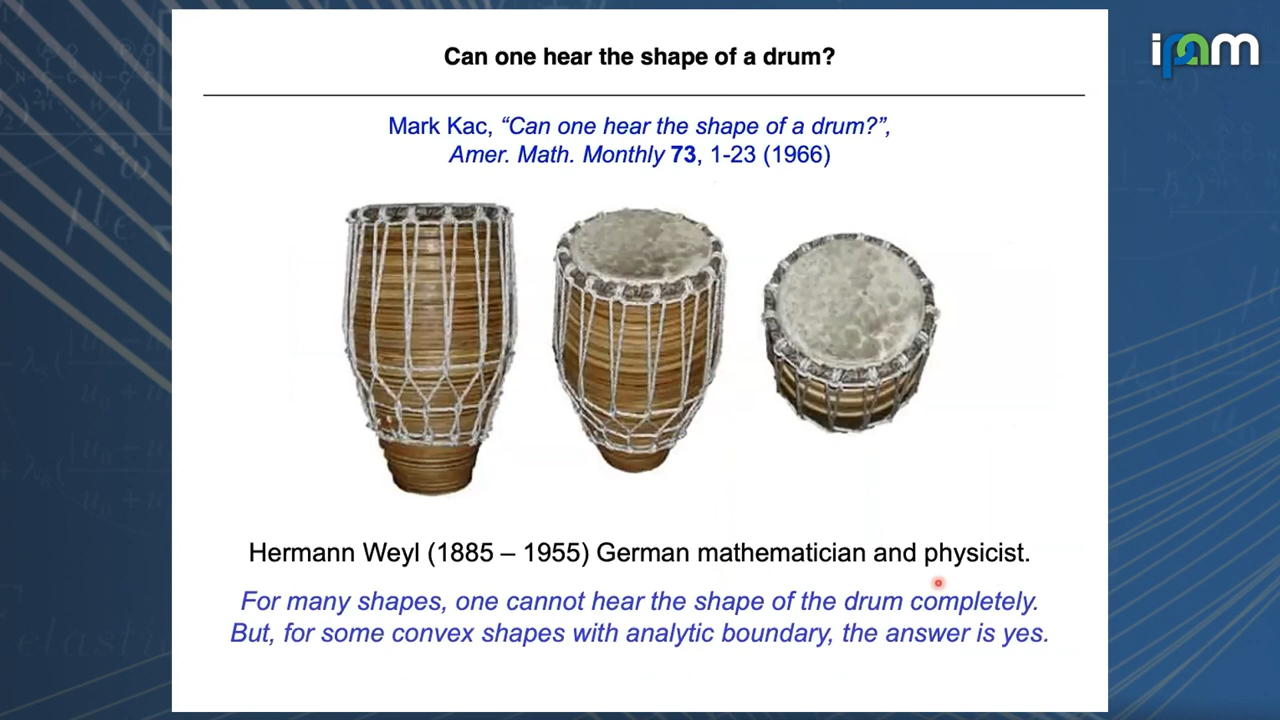 Can one hear the shape of a drum?
ipam
Mark Kac, “Can one hear the shape of a drum?”,
Amer. Math. Monthly 73, 1-23 (1966)
Hermann Weyl (1885 – 1955) German mathematician and physicist.
For many shapes, one cannot hear the shape of the drum completely.
But, for some convex shapes with analytic boundary, the answer is yes.